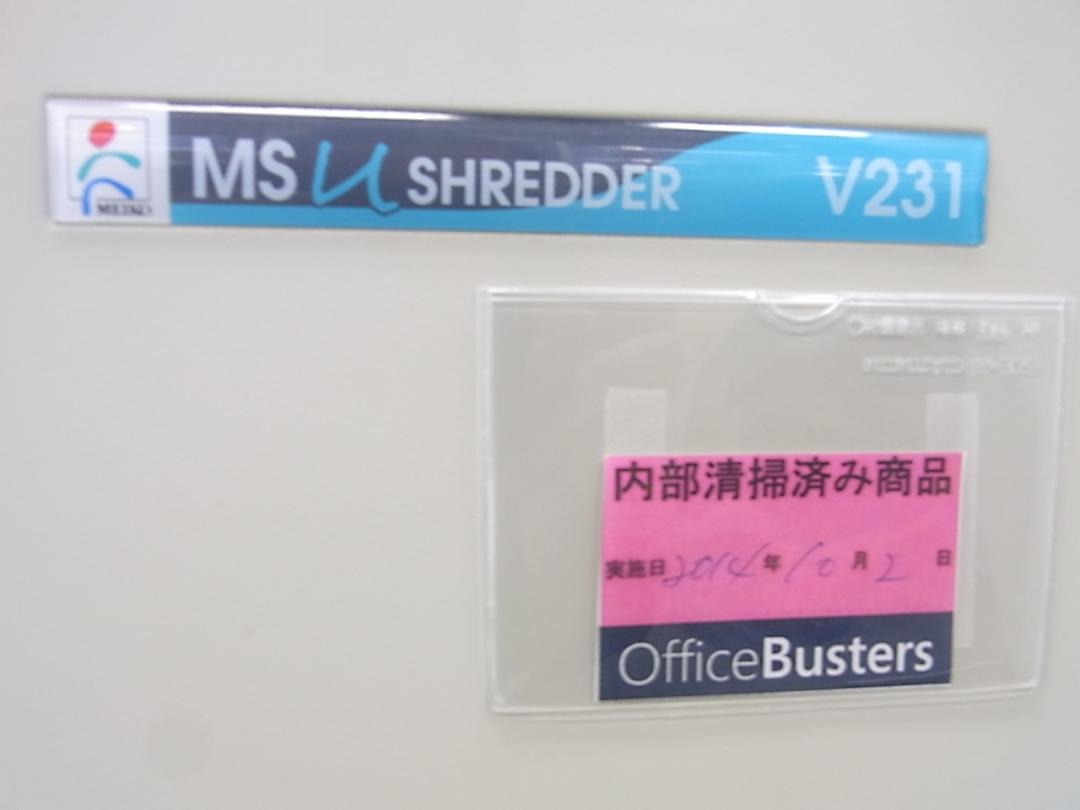 MEIKO
MS U SHREDDER V231
内部清掃済み商品
実施日 2014 年 10 月 2 日
OfficeBusters